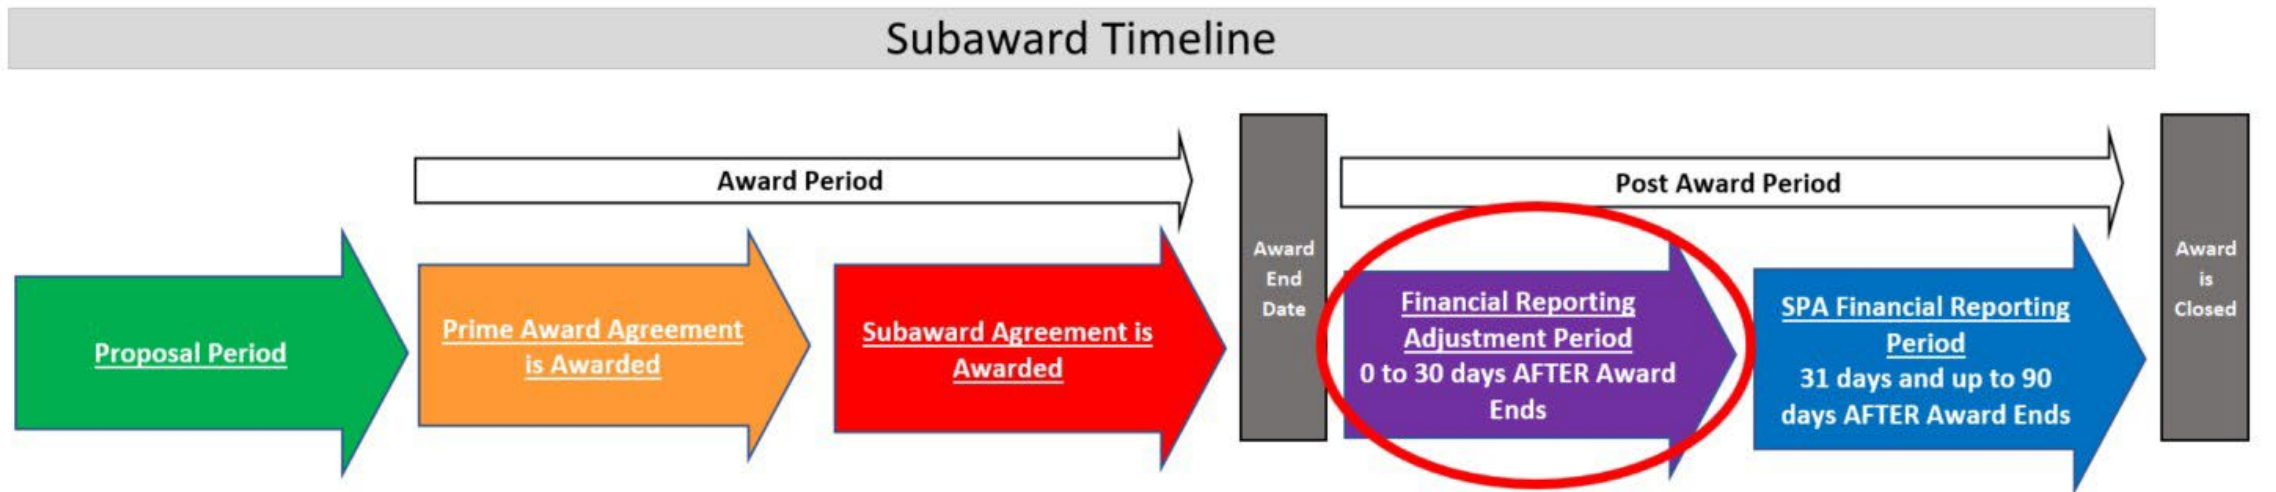 Subaward Timeline
Award Period
Post Award Period
Proposal Period
Prime Award Agreement
is Awarded
Subaward Agreement is
Awarded
Award
End
Date
Financial Reporting
Adjustment Period
0 to 30 days AFTER Award
Ends
SPA Financial Reporting
Period
31 days and up to 90
days AFTER Award Ends
Award
is
Closed